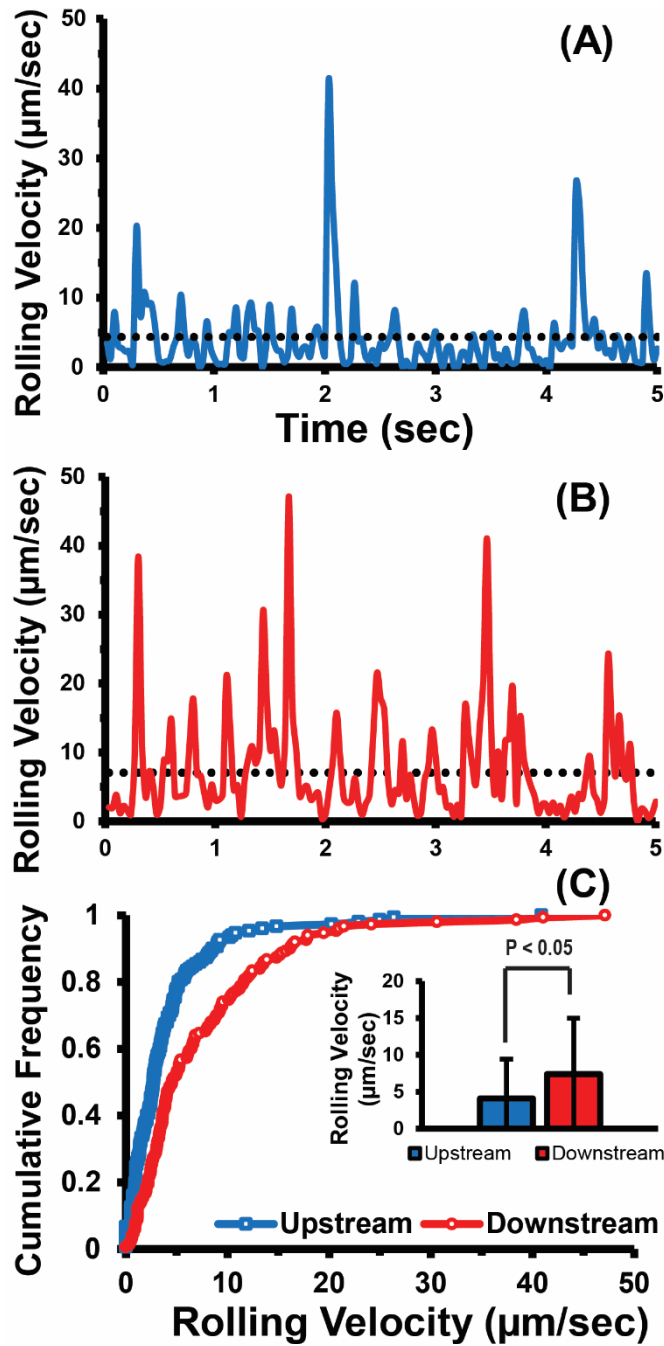 (A)
Rolling Velocity (µm/sec)
50
40
30
20
10
0
0 1 2 3 4 5
Time (sec)
(B)
Rolling Velocity (µm/sec)
50
40
30
20
10
0
0 1 2 3 4 5
(C)
Cumulative Frequency
1
0.8
0.6
0.4
0.2
0
P < 0.05
Rolling Velocity
(µm/sec)
20
15
10
5
0
Upstream Downstream
Upstream Downstream
0 10 20 30 40 50
Rolling Velocity (µm/sec)